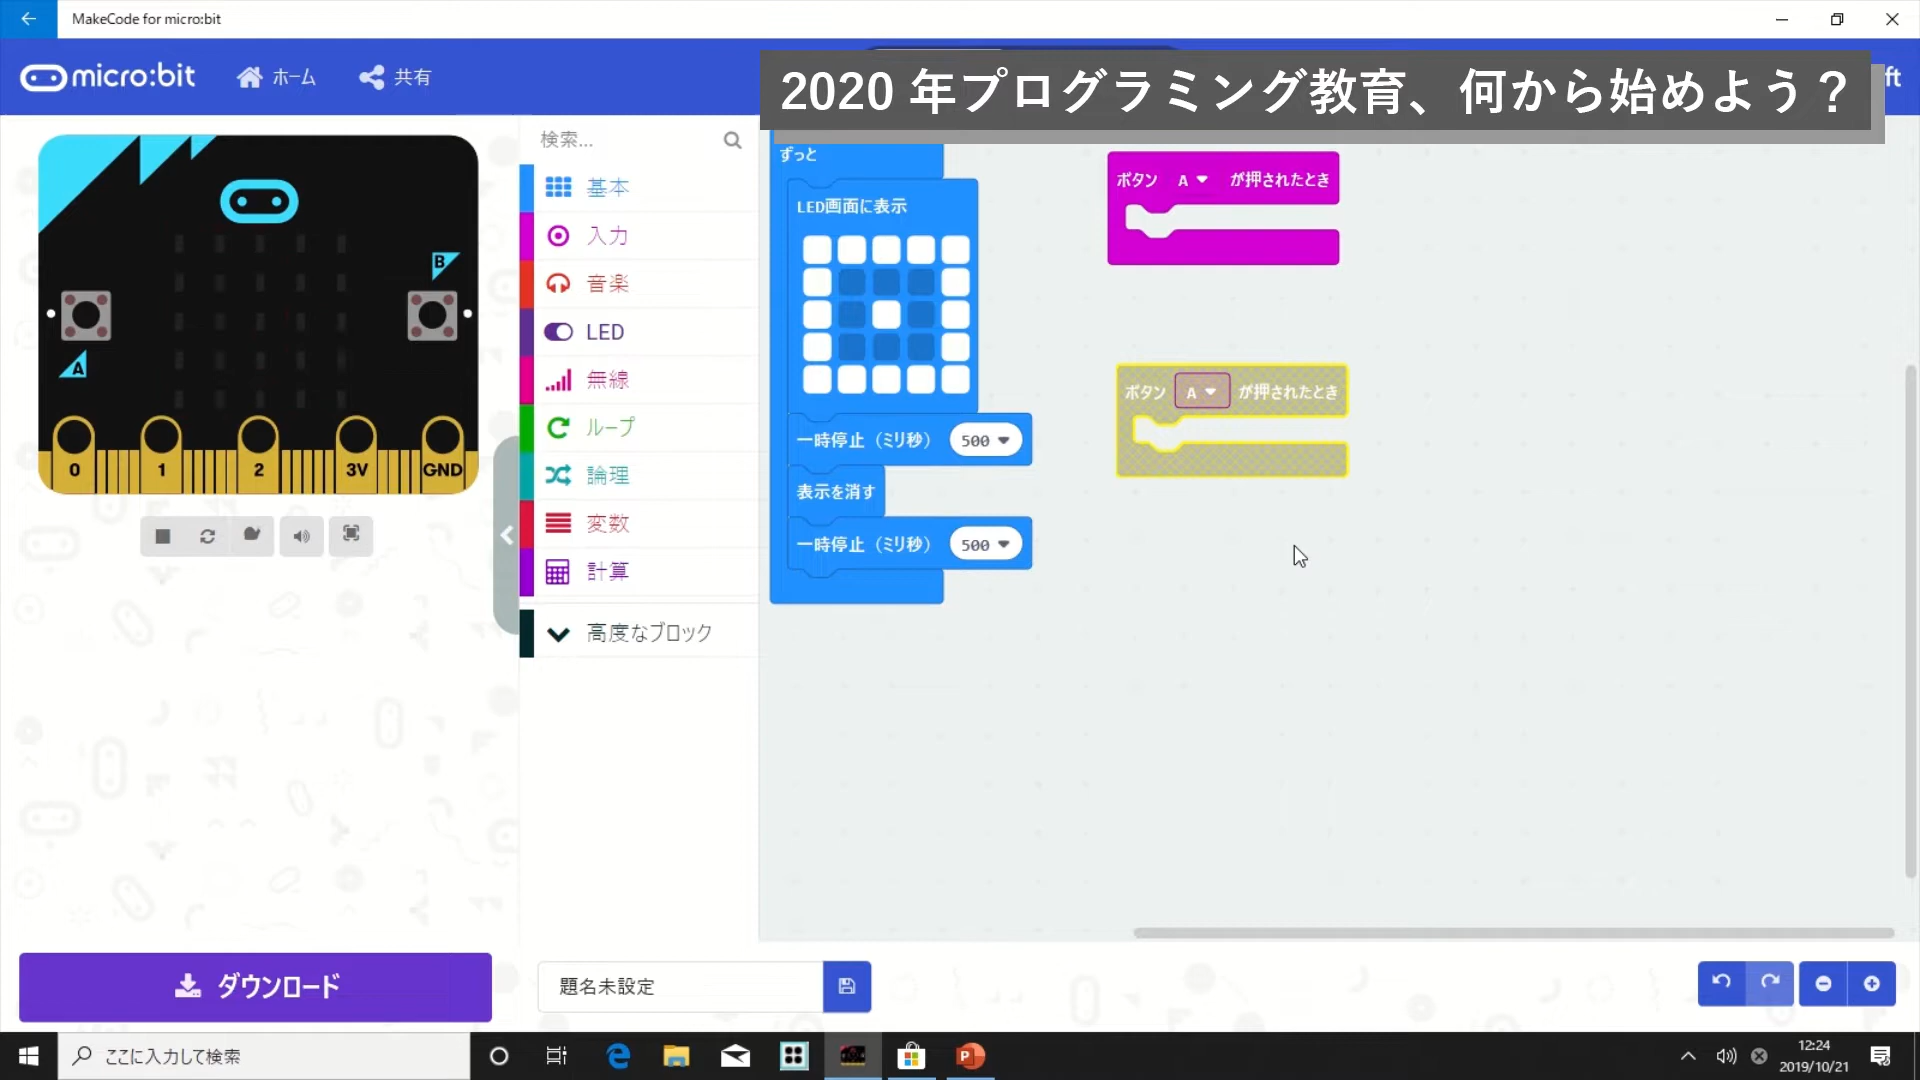 MakeCode for micro:bit
micro:bit
ホーム
共有
2020 年プログラミング教育、何から始めよう？
ft
B
A
0
1
2
3V
GND
検索...
基本
入力
音楽
LED
無線
ループ
論理
変数
計算
高度なブロック
ずっと
LED画面に表示
一時停止（ミリ秒） 500
表示を消す
一時停止（ミリ秒） 500
ボタン A が押されたとき
ボタン A が押されたとき
ダウンロード
題名未設定
ここに入力して検索
12:24
2019/10/21